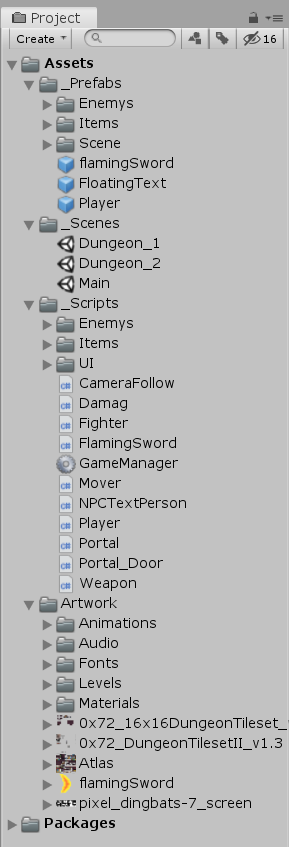 Project
Create
16
Assets
_Prefabs
Enemys
Items
Scene
flamingSword
FloatingText
Player
_Scenes
Dungeon_1
Dungeon_2
Main
_Scripts
Enemys
Items
UI
CameraFollow
Damag
Fighter
FlamingSword
GameManager
Mover
NPCTextPerson
Player
Portal
Portal_Door
Weapon
Artwork
Animations
Audio
Fonts
Levels
Materials
0x72_16x16DungeonTileset_
0x72_DungeonTilesetII_v1.3
Atlas
flamingSword
pixel_dingbats-7_screen
Packages